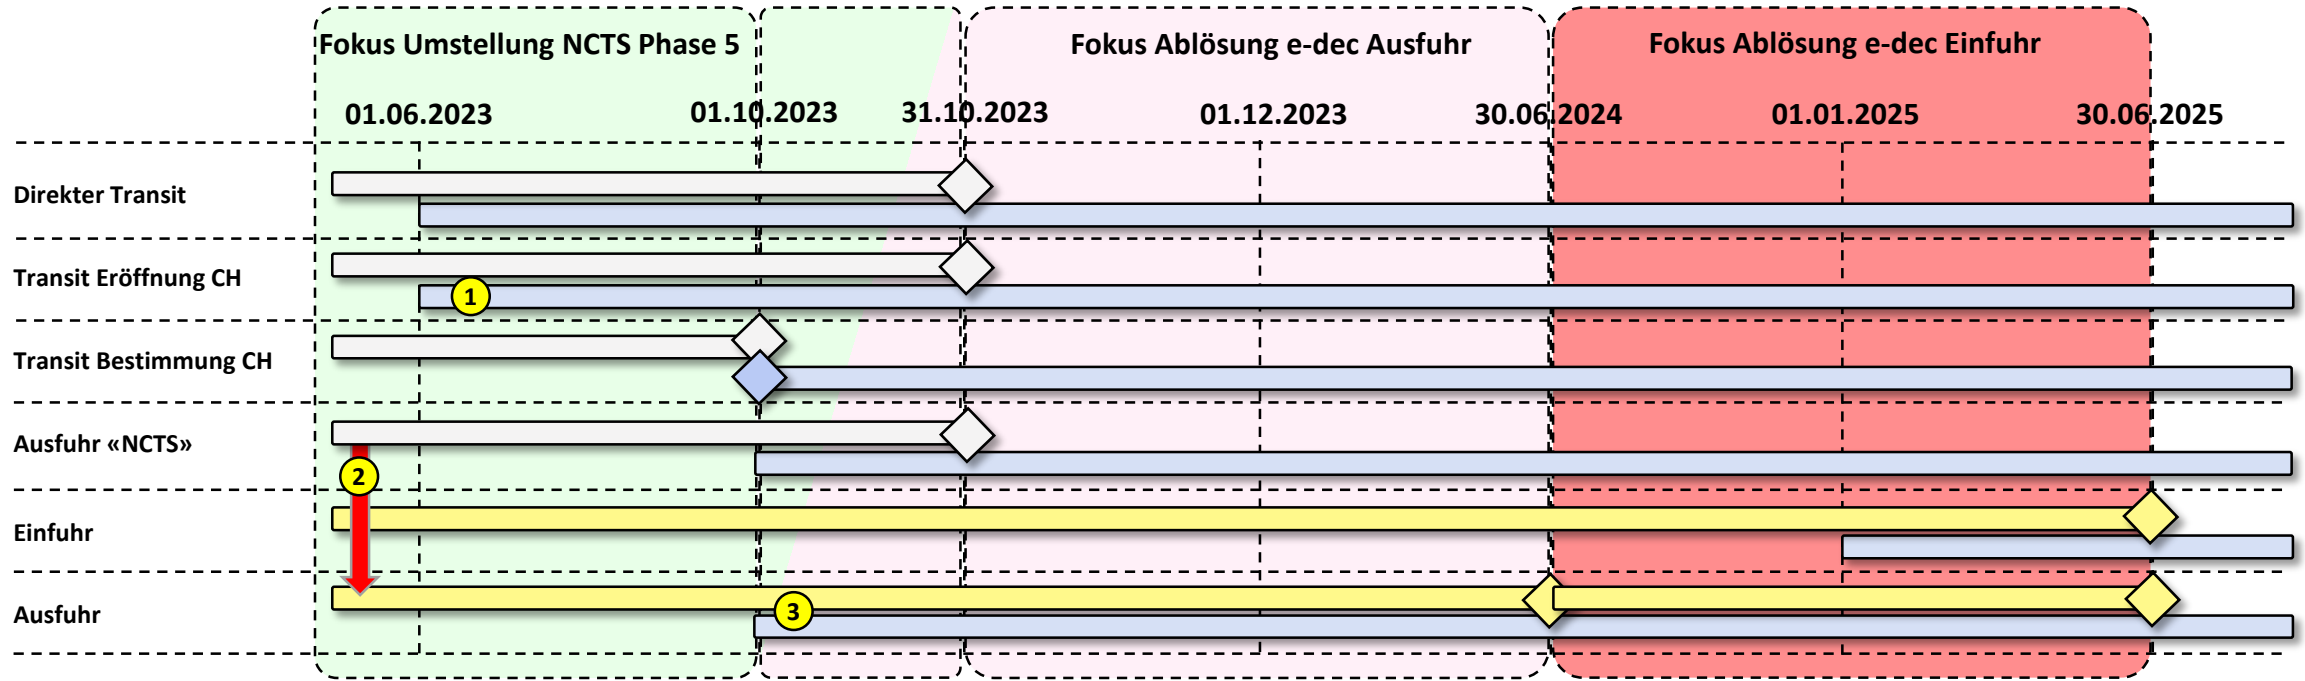 Fokus Umstellung NCTS Phase 5
Fokus Ablösung e-dec Ausfuhr
Fokus Ablösung e-dec Einfuhr
01.06.2023
01.10.2023
31.10.2023
01.12.2023
30.06.2024
01.01.2025
30.06.2025
Direkter Transit
Transit Eröffnung CH
1
Transit Bestimmung CH
Ausfuhr «NCTS»
2
Einfuhr
Ausfuhr
3